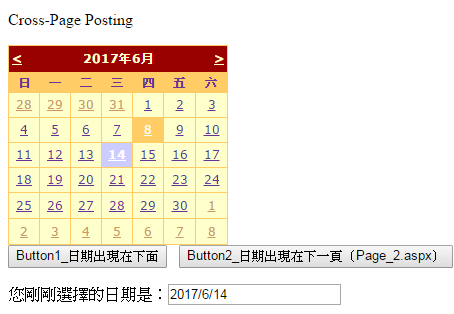 Cross-Page Posting
< 2017年6月 >
日 一 二 三 四 五 六
28 29 30 31 1 2 3
4 5 6 7 8 9 10
11 12 13 14 15 16 17
18 19 20 21 22 23 24
25 26 27 28 29 30 1
2 3 4 5 6 7 8
Button1_日期出現在下面 Button2_日期出現在下一頁〔Page_2.aspx〕
您剛剛選擇的日期是：2017/6/14